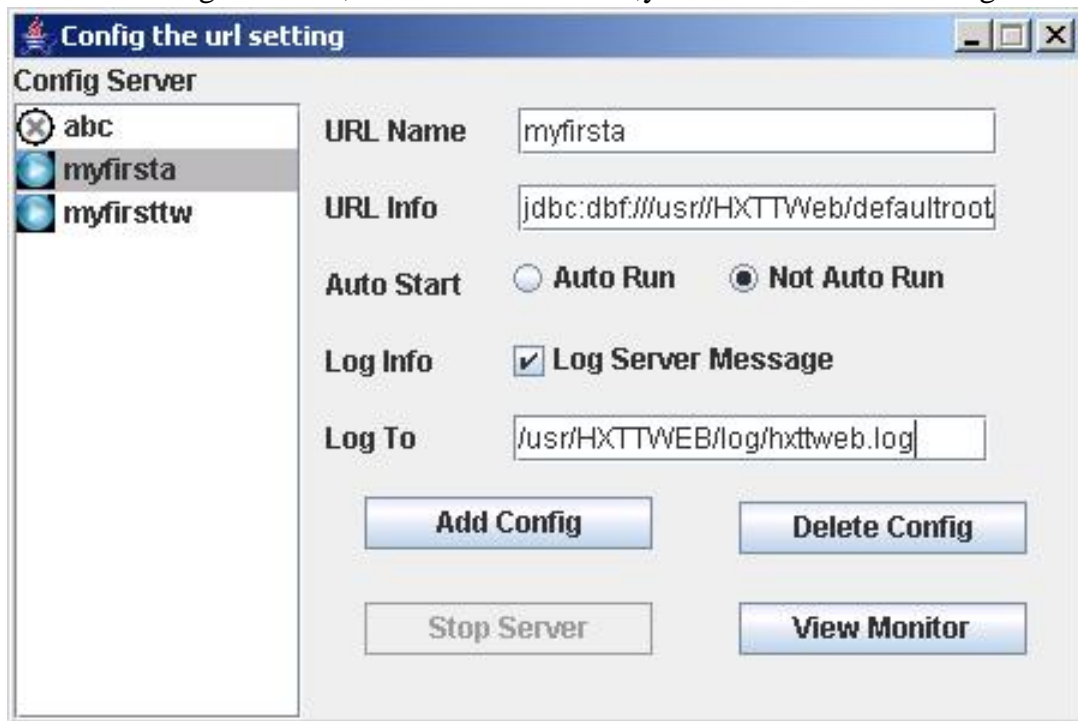 Config the url setting
Config Server
abc
myfirsta
myfirsttw
URL Name myfirsta
URL Info jdbc:dbf:///usr//HXTTWeb/defaultroot
Auto Start Auto Run Not Auto Run
Log Info Log Server Message
Log To /usr/HXTTWEB/log/hxttweb.log
Add Config Delete Config
Stop Server View Monitor